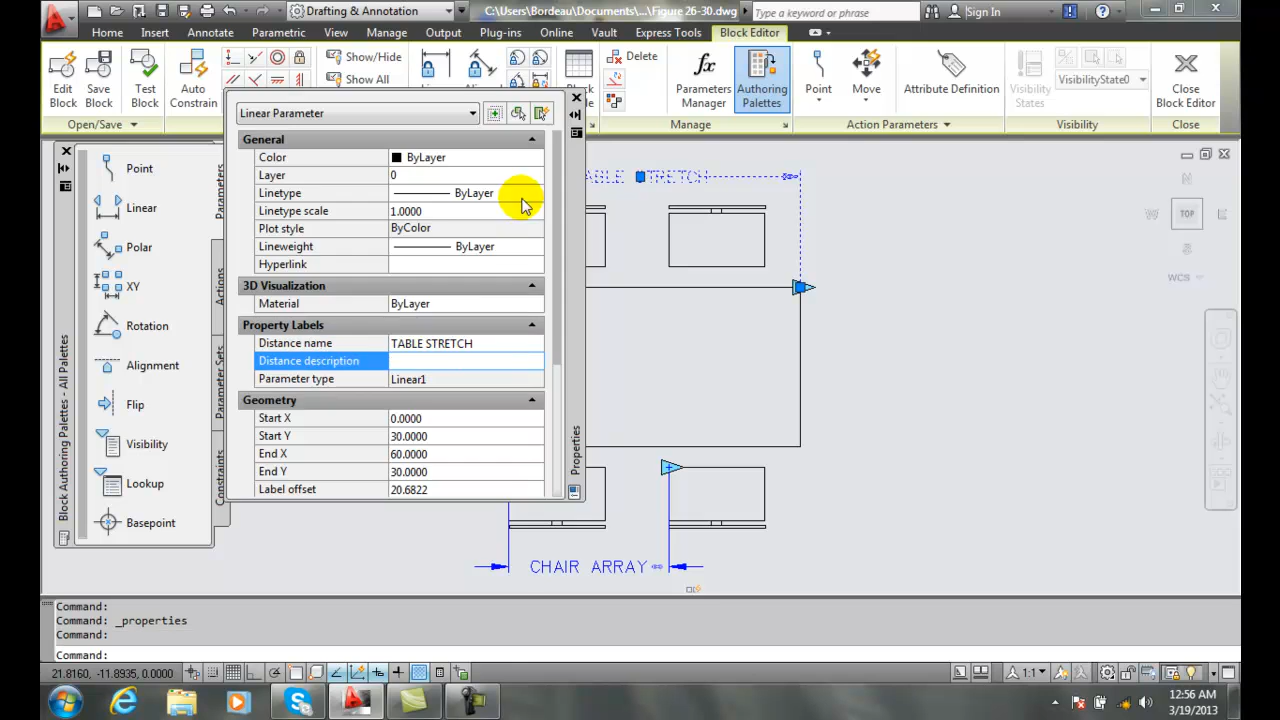 Drafting & Annotation
C:\Users\Bordeau\Documents\...\Figure 26-30.dwg
Type a keyword or phrase
Sign In
Home Insert Annotate Parametric View Manage Output Plug-ins Online Vault Express Tools Block Editor
Edit Block
Save Block
Test Block
Auto Constrain
Show/Hide
Show All
Block
Delete
Parameters Manager
Authoring Palettes
Point
Move
Attribute Definition
Visibility States
VisibilityState0
Close Block Editor
Open/Save
Manage
Action Parameters
Visibility
Close
Linear Parameter
General
Color ByLayer
Layer 0
Linetype ByLayer
Linetype scale 1.0000
Plot style ByColor
Lineweight ByLayer
Hyperlink
3D Visualization
Material ByLayer
Property Labels
Distance name TABLE STRETCH
Distance description
Parameter type Linear1
Geometry
Start X 0.0000
Start Y 30.0000
End X 60.0000
End Y 30.0000
Label offset 20.6822
Properties
Point
Linear
Polar
XY
Rotation
Alignment
Flip
Visibility
Lookup
Basepoint
Parameters
Actions
Parameter Sets
Constraints
Block Authoring Palettes - All Palettes
STRETCH
CHAIR ARRAY
N
W
TOP
E
S
WCS
Command:
Command: _properties
Command:
Command:
21.8160, -11.8935, 0.0000
1:1
12:56 AM
3/19/2013